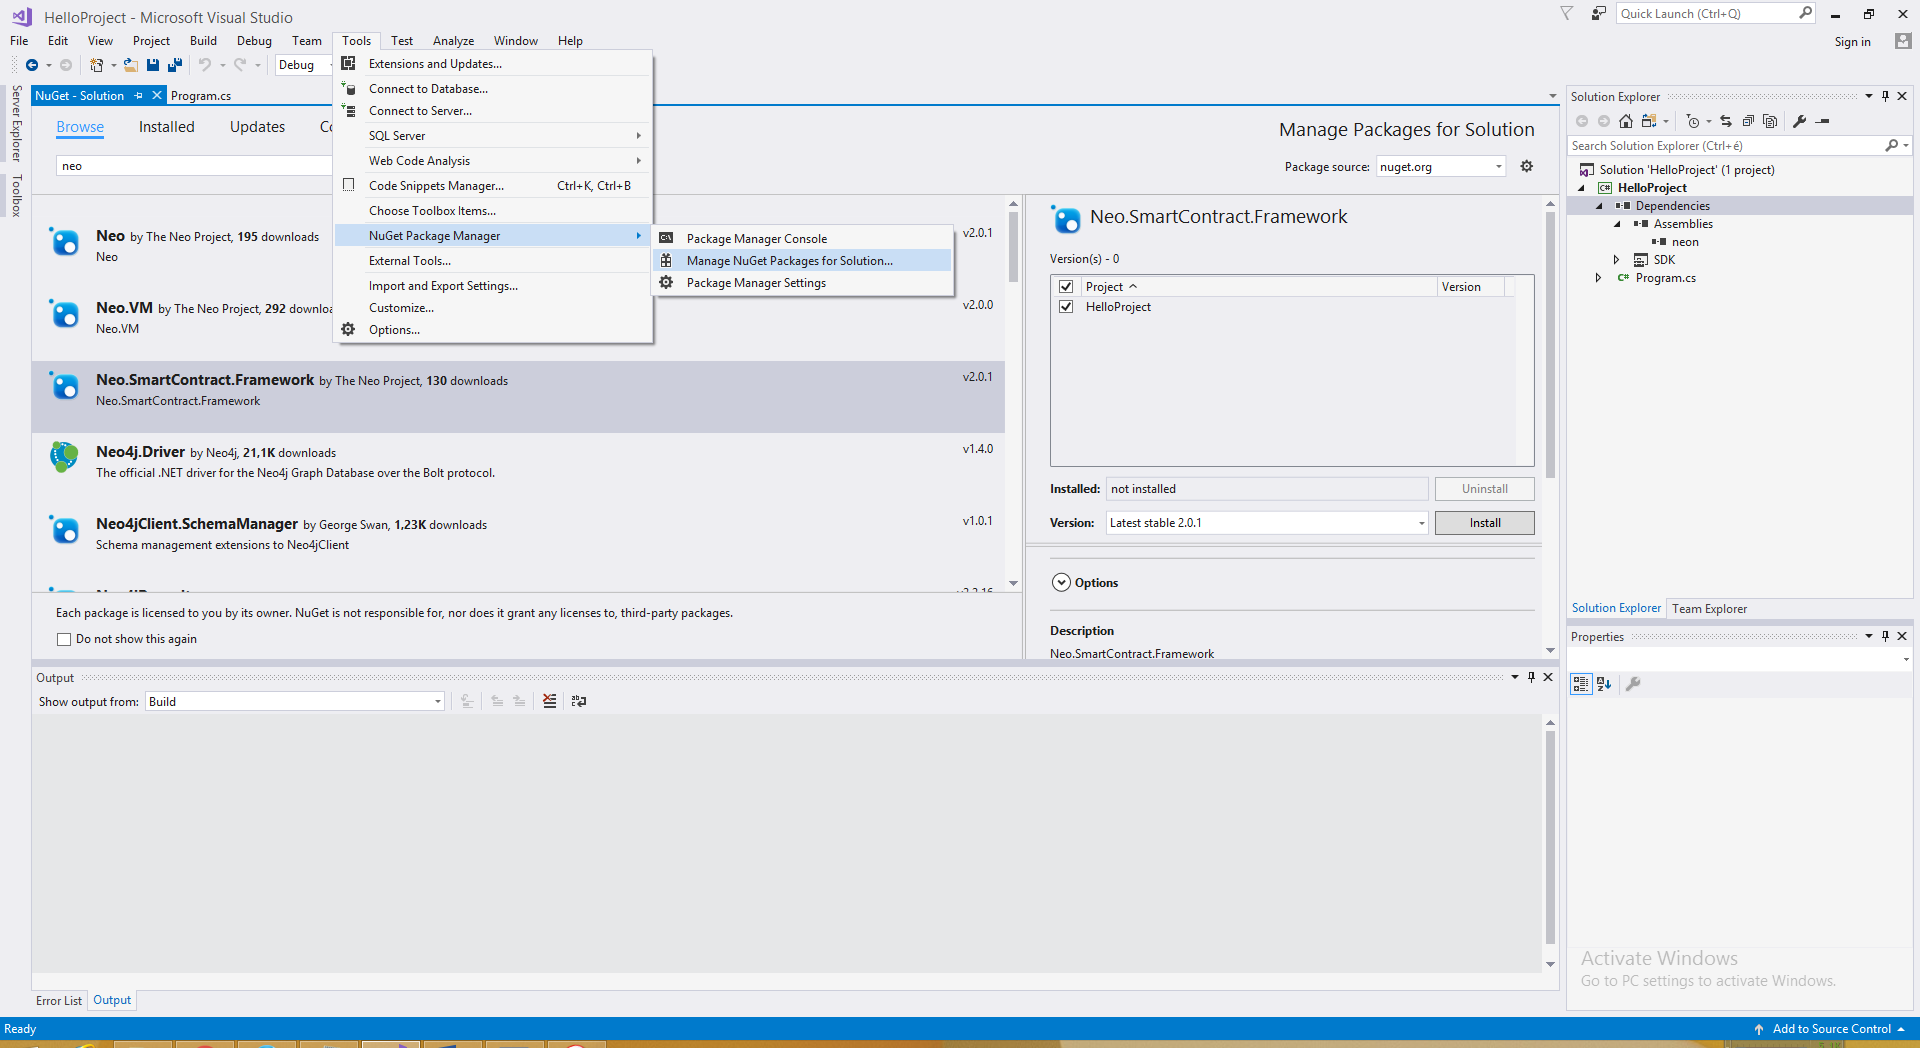 HelloProject - Microsoft Visual Studio
Quick Launch (Ctrl+Q)
File Edit View Project Build Debug Team Tools Test Analyze Window Help
Sign in
Debug
Server Explorer
Toolbox
NuGet - Solution
Program.cs
Browse Installed Updates
Manage Packages for Solution
neo
Package source: nuget.org
Extensions and Updates...
Connect to Database...
Connect to Server...
SQL Server
Web Code Analysis
Code Snippets Manager... Ctrl+K, Ctrl+B
Choose Toolbox Items...
NuGet Package Manager
External Tools...
Import and Export Settings...
Customize...
Options...
Package Manager Console
Manage NuGet Packages for Solution...
Package Manager Settings
Neo by The Neo Project, 195 downloads v2.0.1
Neo
Neo.VM by The Neo Project, 292 v2.0.0
Neo.VM
Neo.SmartContract.Framework by The Neo Project, 130 downloads v2.0.1
Neo.SmartContract.Framework
Neo4j.Driver by Neo4j, 21,1K downloads v1.4.0
The official .NET driver for the Neo4j Graph Database over the Bolt protocol.
Neo4jClient.SchemaManager by George Swan, 1,23K downloads v1.0.1
Schema management extensions to Neo4jClient
Each package is licensed to you by its owner. NuGet is not responsible for, nor does it grant any licenses to, third-party packages.
Do not show this again
Neo.SmartContract.Framework
Version(s) - 0
Project Version
HelloProject
Installed: not installed Uninstall
Version: Latest stable 2.0.1 Install
Options
Description
Neo.SmartContract.Framework
Output
Show output from: Build
Error List Output
Solution Explorer
Search Solution Explorer (Ctrl+é)
Solution 'HelloProject' (1 project)
C# HelloProject
Dependencies
Assemblies
neon
SDK
C# Program.cs
Solution Explorer Team Explorer
Properties
Activate Windows
Go to PC settings to activate Windows.
Ready
Add to Source Control